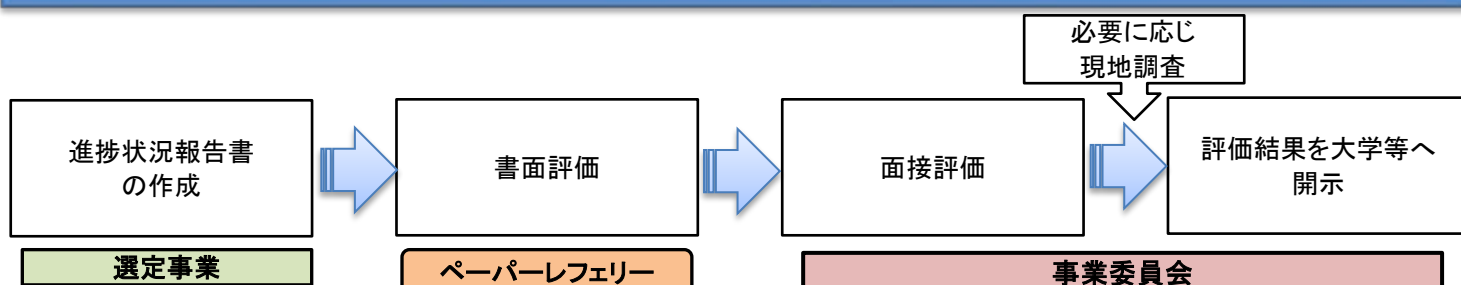 必要に応じ
現地調査
進捗状況報告書
の作成
書面評価
面接評価
評価結果を大学等へ
開示
選定事業
ペーパーレフェリー
事業委員会